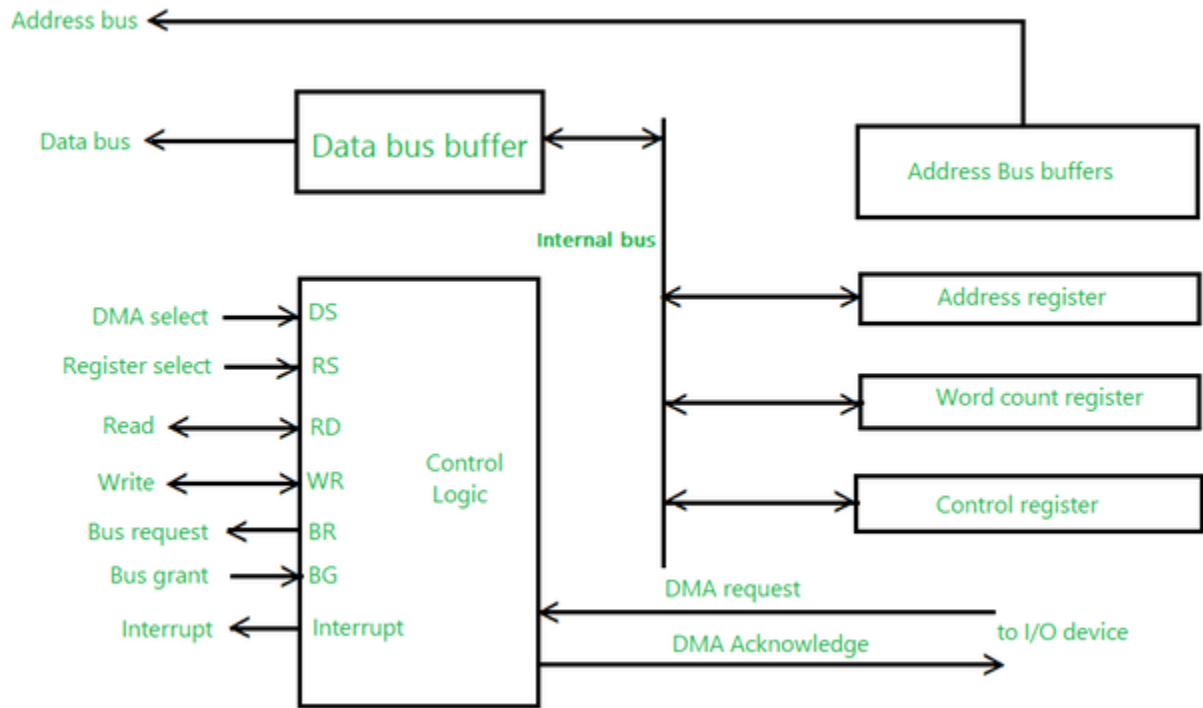 Address bus
Data bus
Data bus buffer
Address Bus buffers
Internal bus
Address register
Word count register
Control register
DMA select
DS
Register select
RS
Read
RD
Write
WR
Bus request
BR
Bus grant
BG
Interrupt
Interrupt
Control
Logic
DMA request
DMA Acknowledge
to I/O device